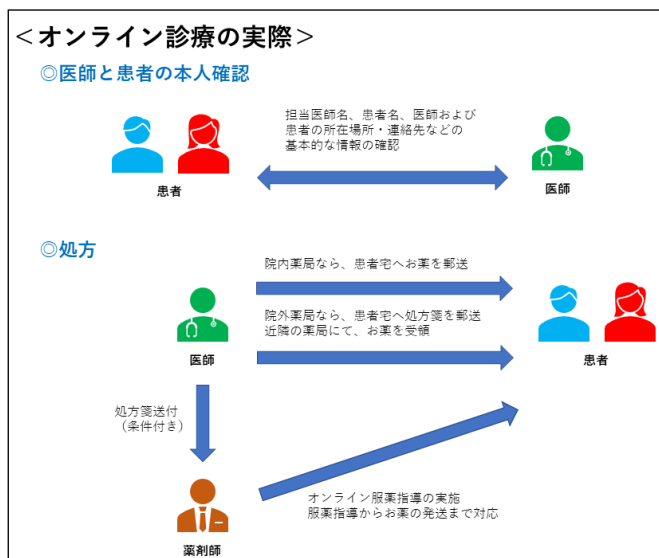 ＜オンライン診療の実際＞
◎医師と患者の本人確認
担当医師名、患者名、医師および
患者の所在場所・連絡先などの
基本的な情報の確認
患者
医師
◎処方
院内薬局なら、患者宅へお薬を郵送
院外薬局なら、患者宅へ処方箋を郵送
近隣の薬局にて、お薬を受領
医師
患者
処方箋送付
（条件付き）
オンライン服薬指導の実施
服薬指導からお薬の発送まで対応
薬剤師